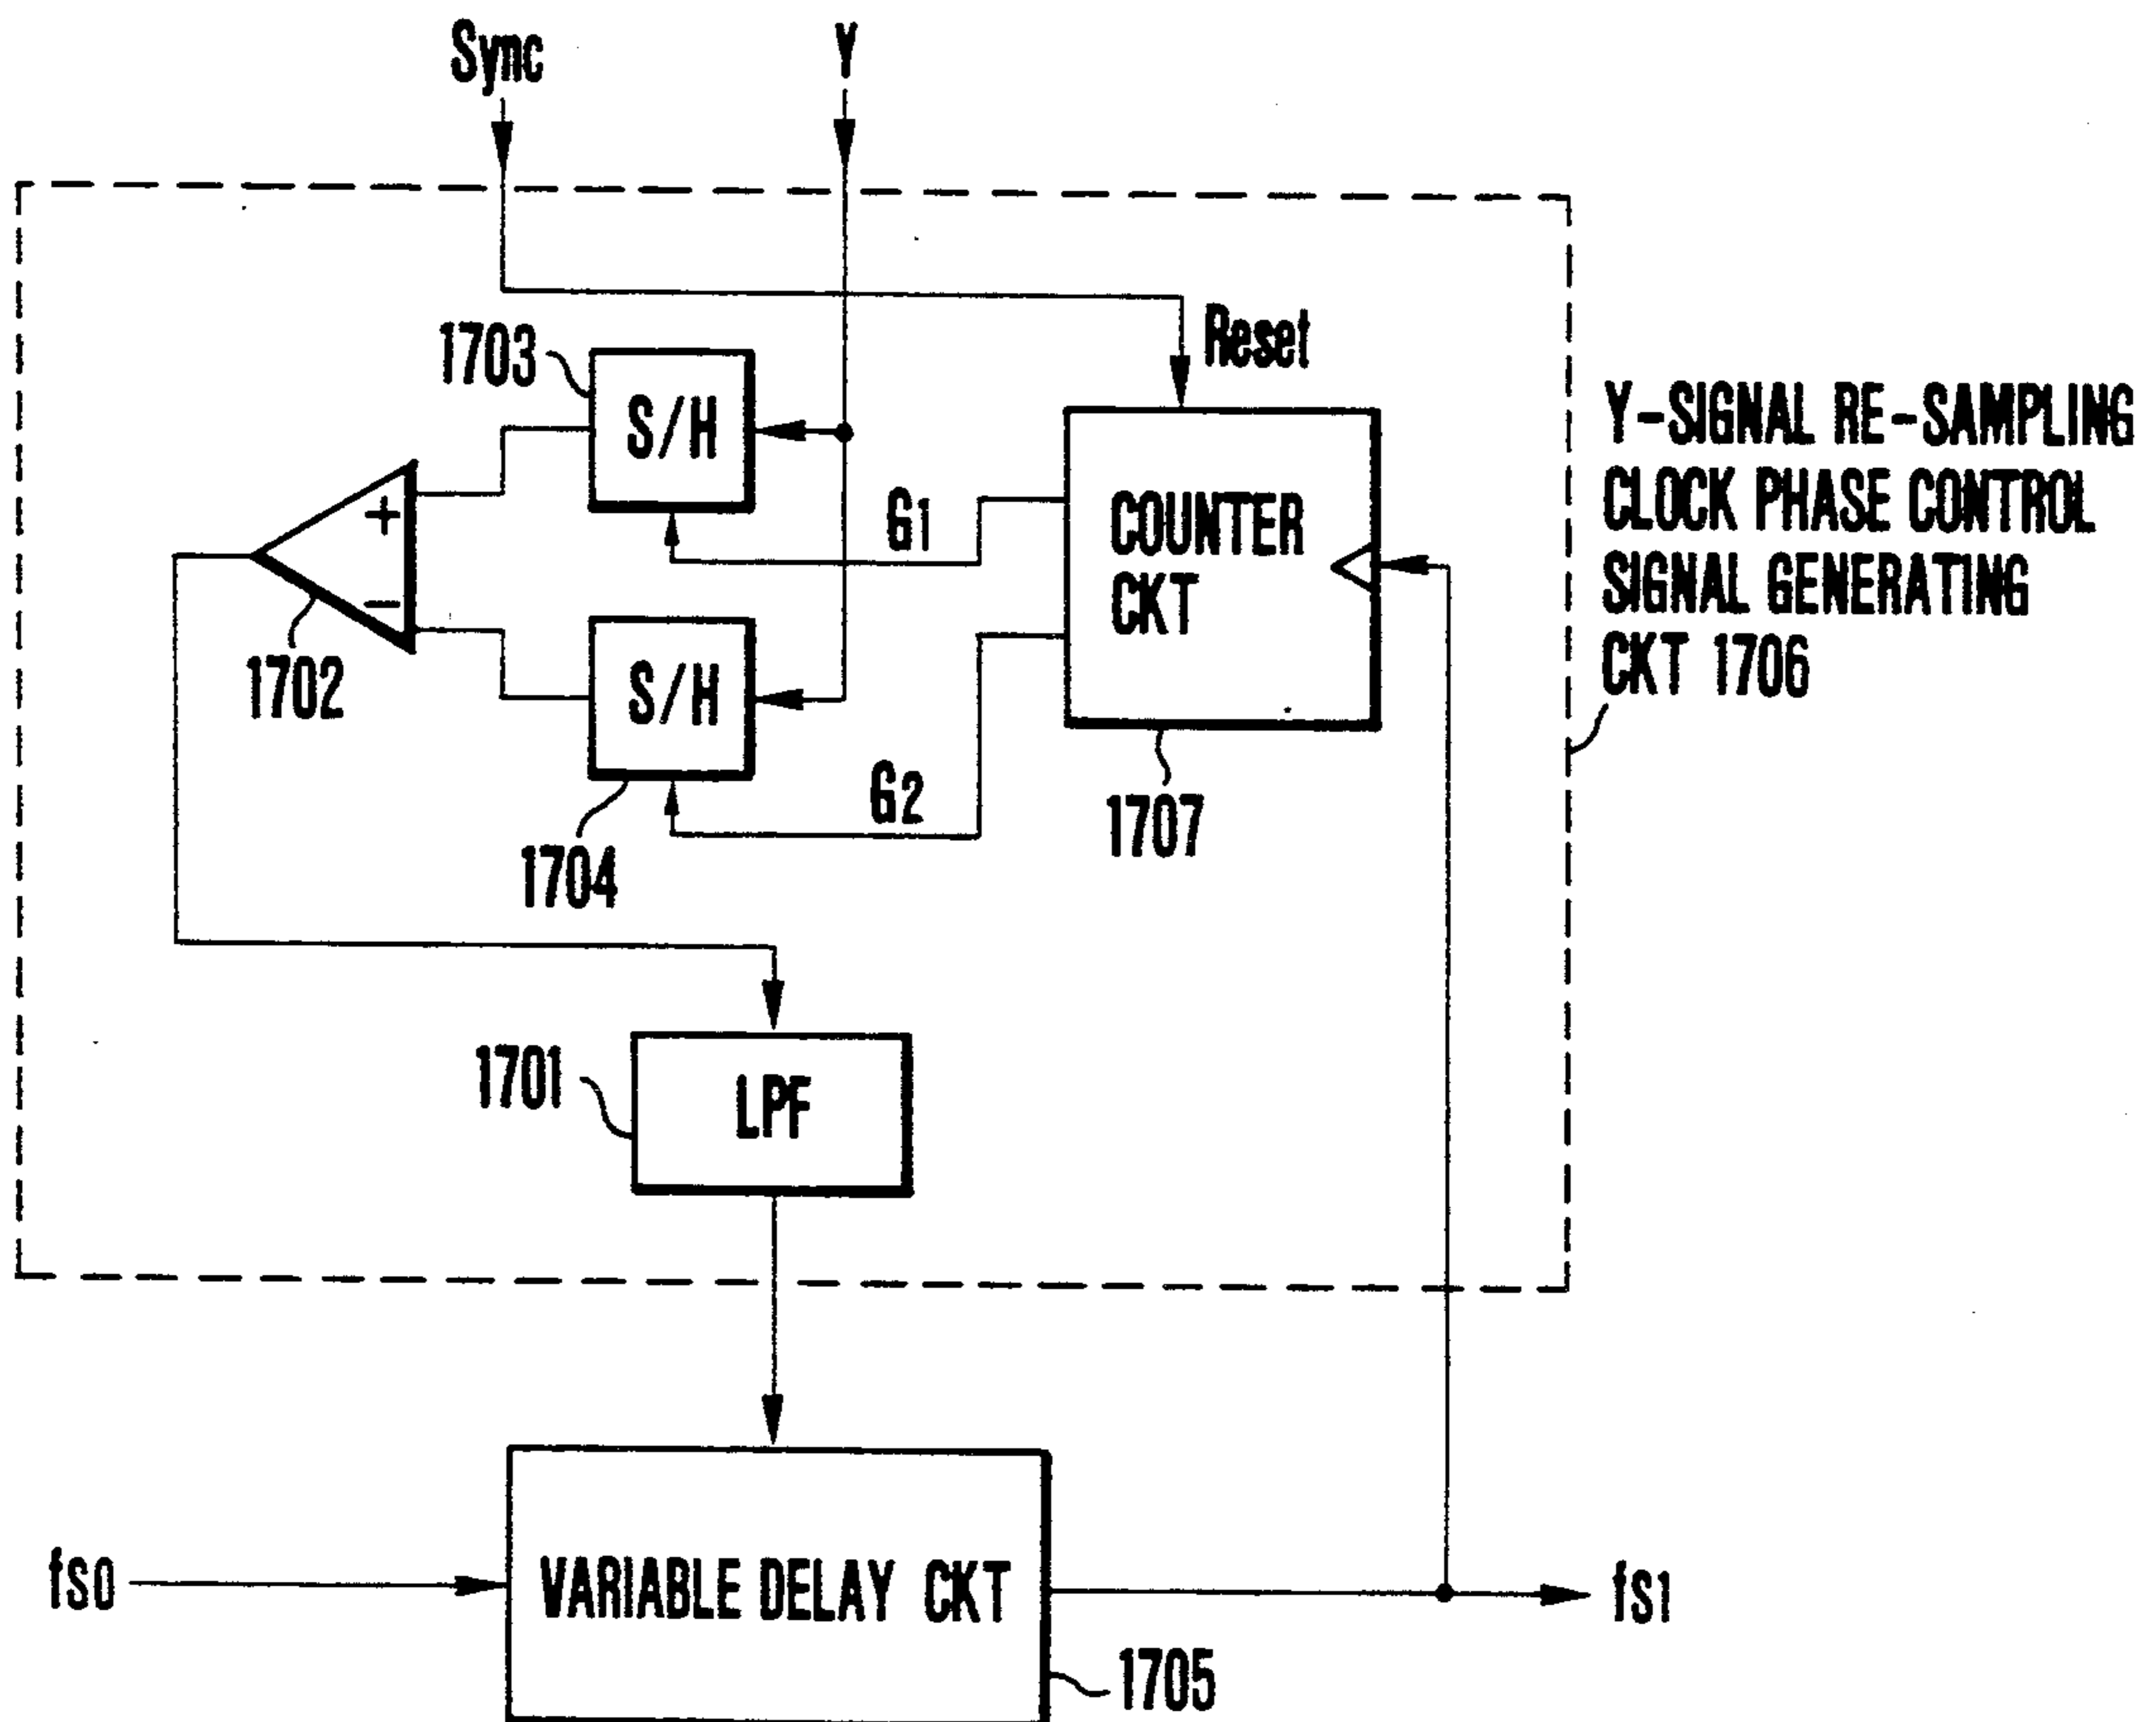 Sync
Y
1703
S/H
Reset
G1
COUNTER
CKT
Y-SIGNAL RE-SAMPLING
CLOCK PHASE CONTROL
SIGNAL GENERATING
CKT 1706
+
−
1702
S/H
G2
1704
1707
1701
LPF
fS0
VARIABLE DELAY CKT
fS1
1705